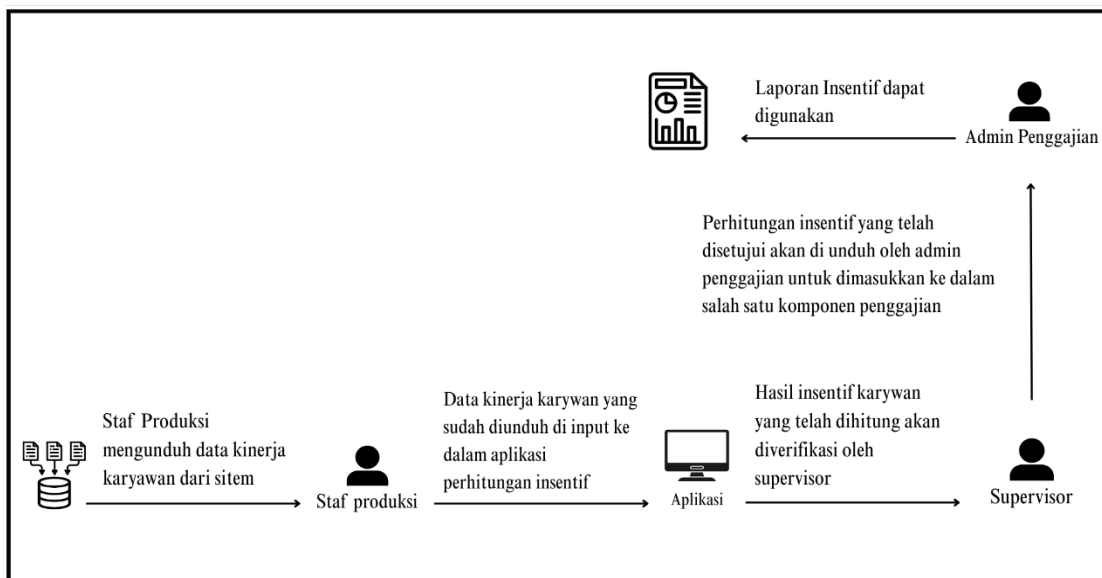 Laporan Insentif dapat
digunakan
Admin Penggajian
Perhitungan insentif yang telah
disetujui akan di unduh oleh admin
penggajian untuk dimasukkan ke dalam
salah satu komponen penggajian
Staf Produksi
mengunduh data kinerja
karyawan dari sitem
Staf produksi
Data kinerja karywan yang
sudah diunduh di input ke
dalam aplikasi
perhitungan insentif
Aplikasi
Hasil insentif karywan
yang telah dihitung akan
diverifikasi oleh
supervisor
Supervisor